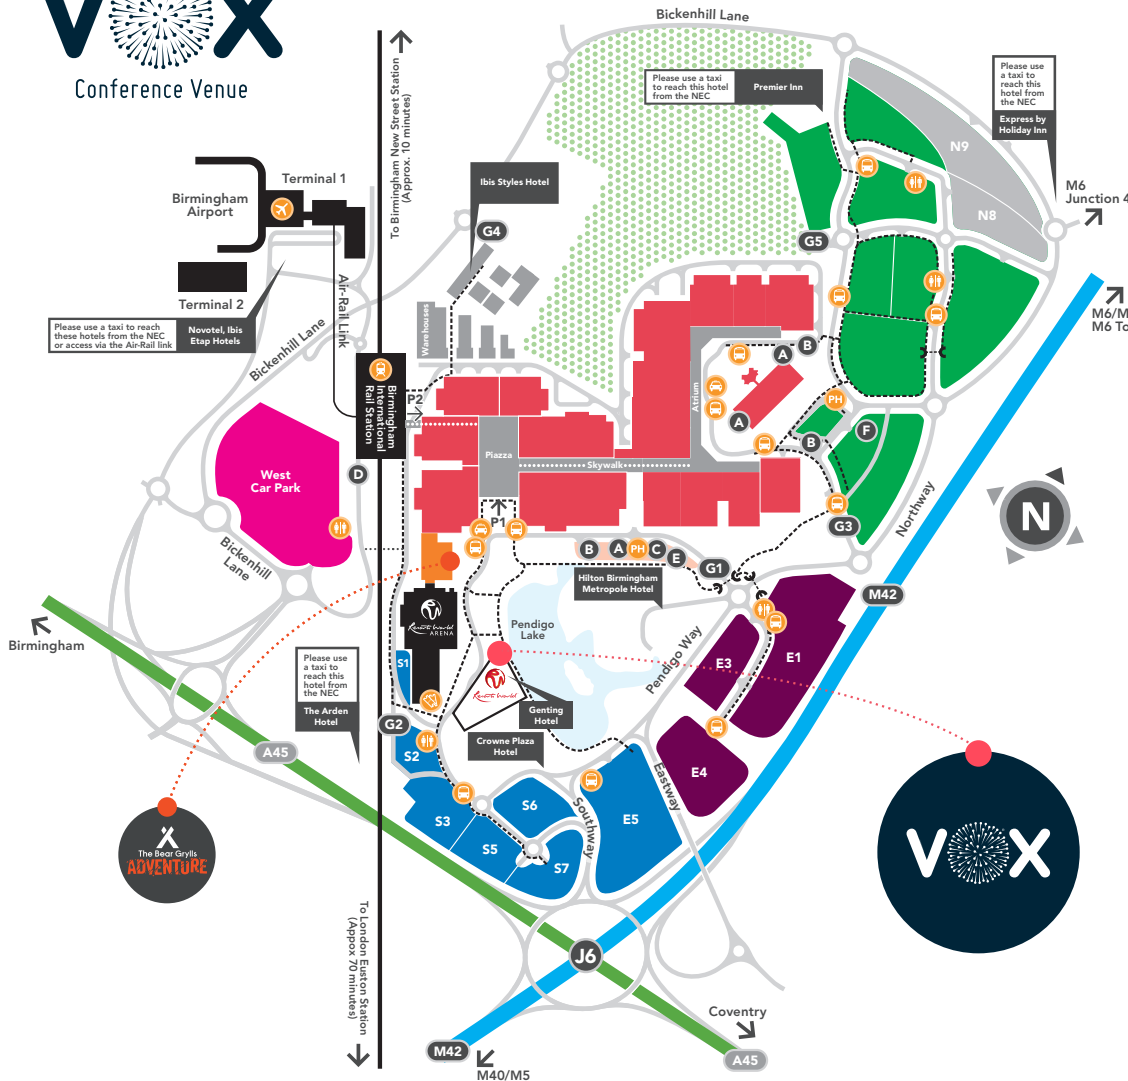 VOX
Conference Venue
Bickenhill Lane
To Birmingham New Street Station
(Approx. 10 minutes)
Please use a taxi
to reach this hotel
from the NEC
Premier Inn
Please use
a taxi to
reach this
hotel from
the NEC
Express by
Holiday Inn
N9
N8
M6
Junction 4
Terminal 1
Birmingham
Airport
Terminal 2
Air-Rail Link
Ibis Styles Hotel
G4
G5
Please use a taxi to reach
these hotels from the NEC
or access via the Air-Rail link
Novotel, Ibis
Etap Hotels
Bickenhill Lane
Warehouses
M6/M
M6 To
Birmingham
International
Rail Station
P2
Atrium
A
B
A
PH
B
F
Piazza
Skywalk
West
Car Park
D
P1
G3
Northway
N
Bickenhill
Lane
B
A
PH
C
E
G1
Hilton Birmingham
Metropole Hotel
M42
Resorts World
ARENA
Pendigo
Lake
Birmingham
Pendigo Way
S1
E3
E1
Please use
a taxi to
reach this
hotel from
the NEC
The Arden
Hotel
Resorts World
Genting
Hotel
G2
Crowne Plaza
Hotel
A45
S2
E4
Eastway
S6
S3
E5
Southway
S5
S7
The Bear Grylls
ADVENTURE
VOX
To London Euston Station
(Appox 70 minutes)
J6
Coventry
M42
A45
M40/M5